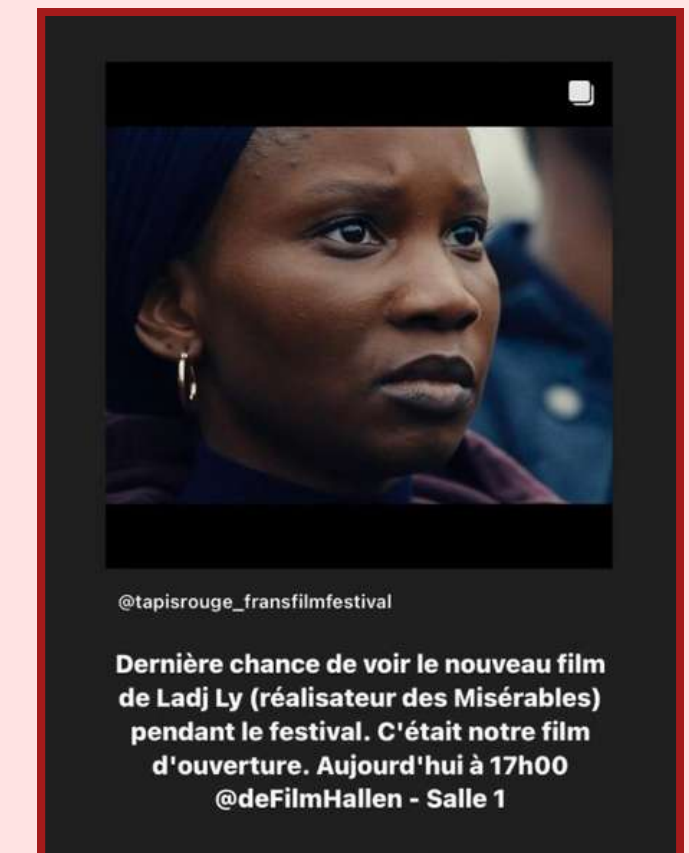 @tapisrouge_fransfilmfestival
Dernière chance de voir le nouveau film
de Ladj Ly (réalisateur des Misérables)
pendant le festival. C'était notre film
d'ouverture. Aujourd'hui à 17h00
@deFilmHallen - Salle 1